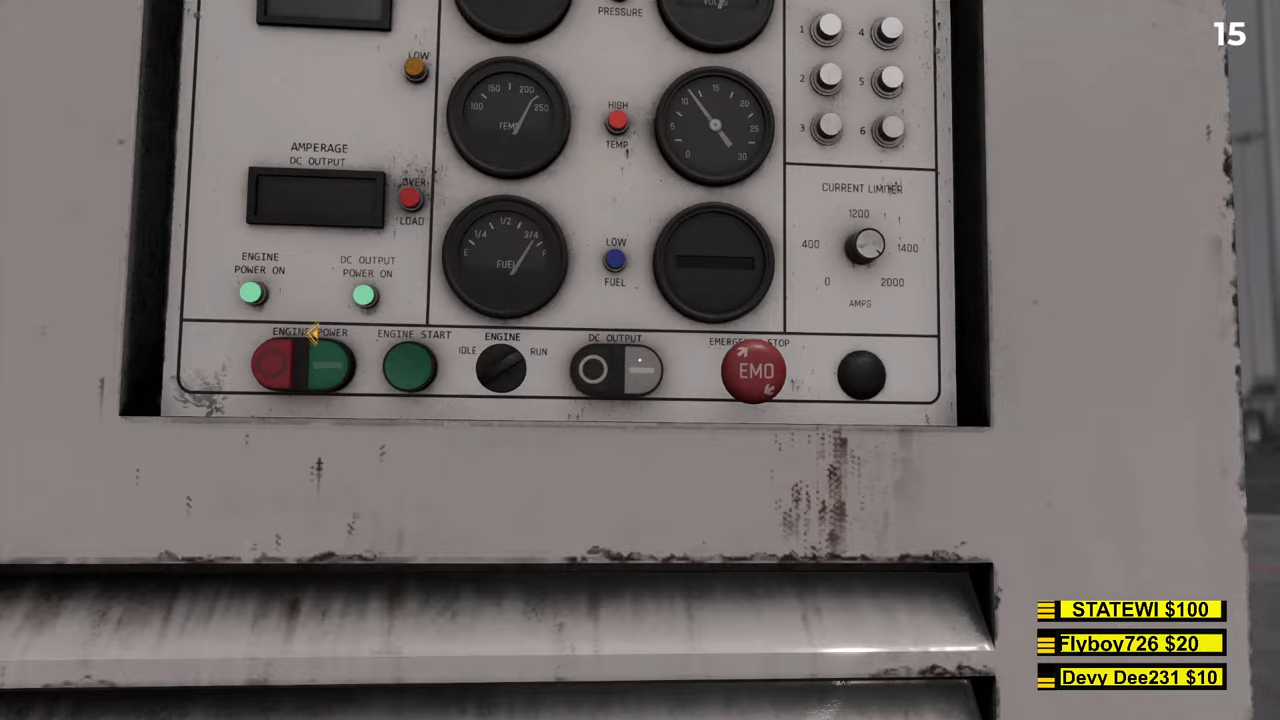 15
PRESSURE
VOLTS
LOW
1 4
2 5
3 6
100 150 200 250
TEMP
HIGH
TEMP
0 5 10 15 20 25 30
AMPERAGE
DC OUTPUT
OVER
LOAD
CURRENT LIMITER
0 400 1200 1400 2000
AMPS
E 1/4 1/2 3/4 F
FUEL
LOW
FUEL
ENGINE
POWER ON
DC OUTPUT
POWER ON
ENGINE POWER
ENGINE START
ENGINE
IDLE RUN
DC OUTPUT
EMERGENCY STOP
EMO
STATEWI $100
Flyboy726 $20
Devy Dee231 $10